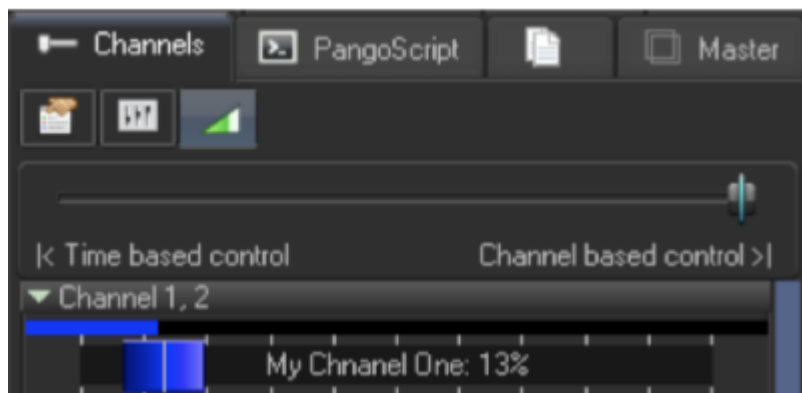 Channels PangoScript Master
|< Time based control Channel based control >|
Channel 1, 2
My Chnanel One: 13%